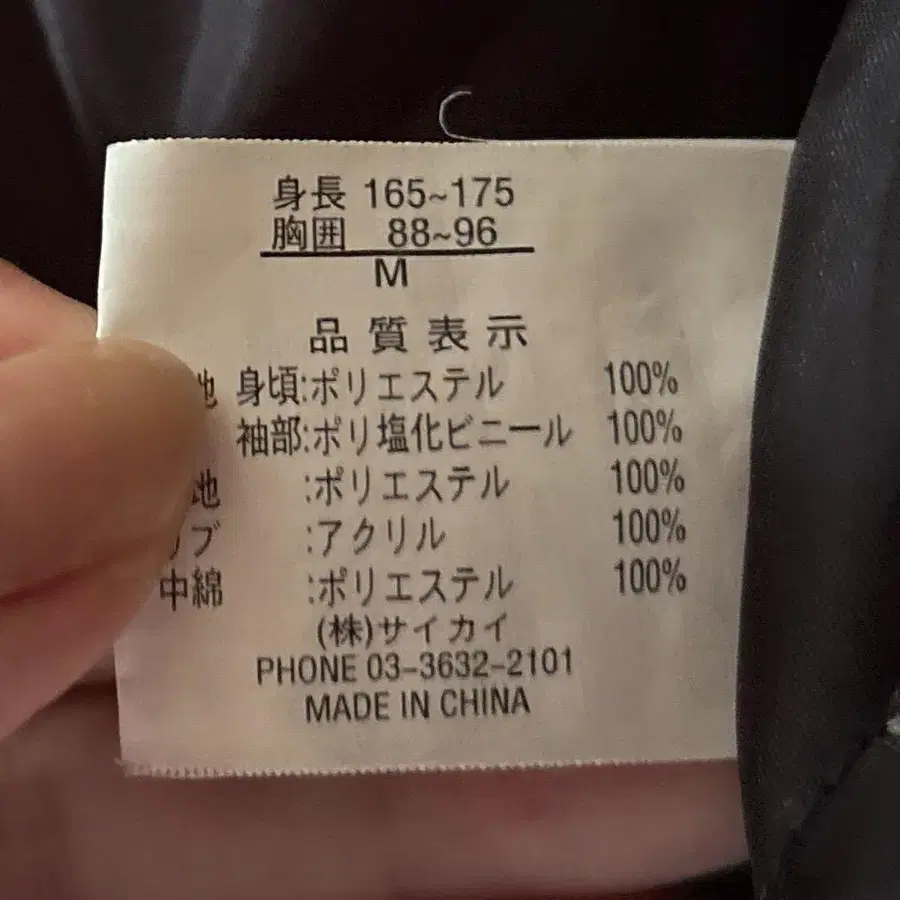 身長 165~175
胸囲 88~96
M
品質表示
地 身頃:ポリエステル 100%
袖部:ポリ塩化ビニール 100%
地 :ポリエステル 100%
リブ :アクリル 100%
中綿 :ポリエステル 100%
(株)サイカイ
PHONE 03-3632-2101
MADE IN CHINA